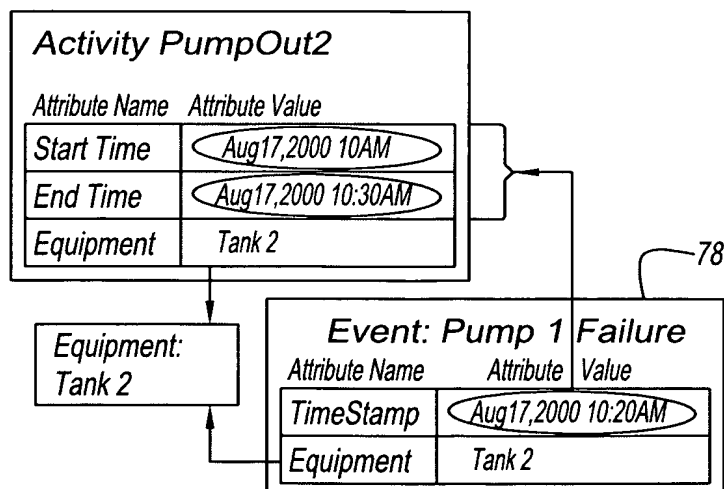 Activity PumpOut2
Attribute Name Attribute Value
Start Time Aug17,2000 10AM
End Time Aug17,2000 10:30AM
Equipment Tank 2
78
Equipment:
Tank 2
Event: Pump 1 Failure
Attribute Name Attribute Value
TimeStamp Aug17,2000 10:20AM
Equipment Tank 2